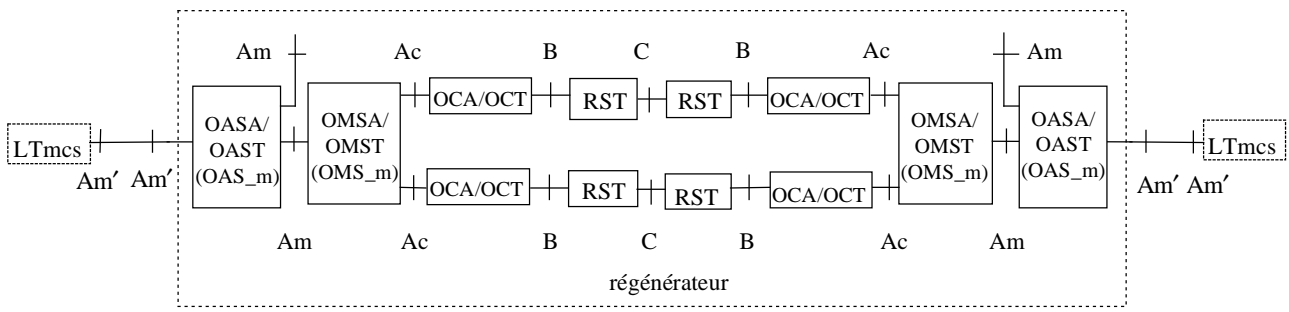 Am Ac B C B Ac Am
OCA/OCT RST RST OCA/OCT
OASA/
OAST
(OAS_m)
OMSA/
OMST
(OMS_m)
OMSA/
OMST
(OMS_m)
OASA/
OAST
(OAS_m)
LTmcs
LTmcs
Am′ Am′
Am′ Am′
OCA/OCT RST RST OCA/OCT
Am Ac B C B Ac Am
régénérateur